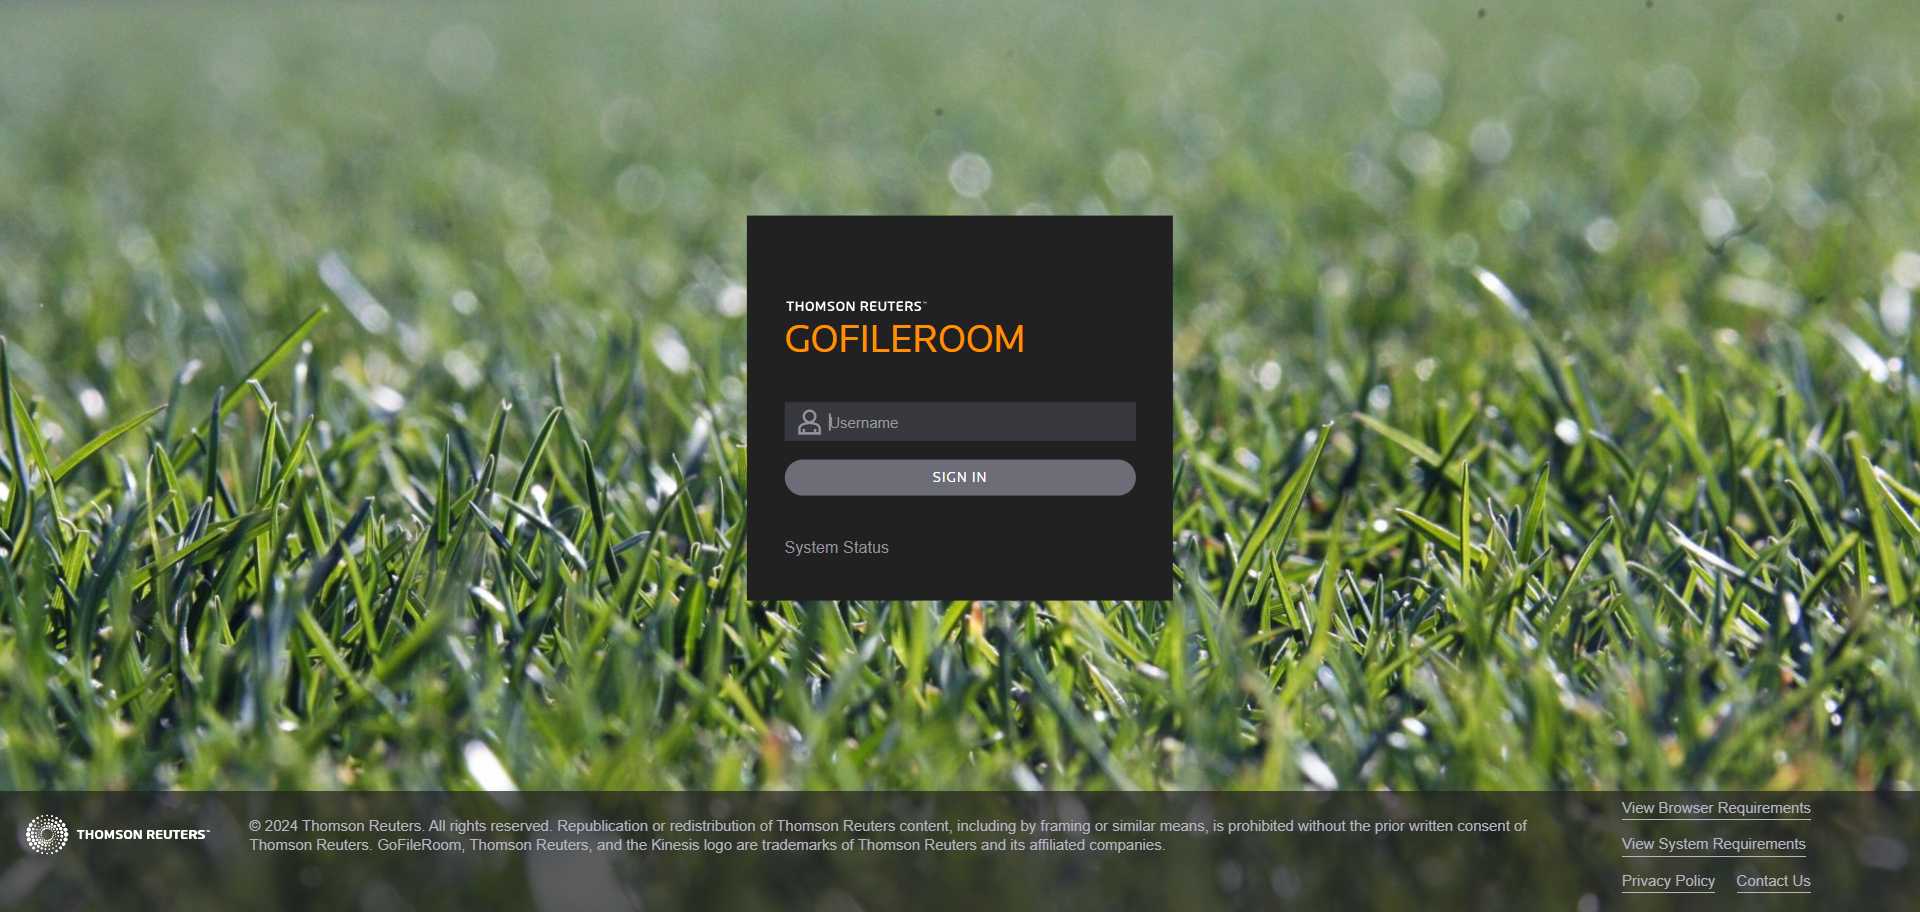 THOMSON REUTERS™
GOFILEROOM
Username
SIGN IN
System Status
THOMSON REUTERS™
© 2024 Thomson Reuters. All rights reserved. Republication or redistribution of Thomson Reuters content, including by framing or similar means, is prohibited without the prior written consent of
Thomson Reuters. GoFileRoom, Thomson Reuters, and the Kinesis logo are trademarks of Thomson Reuters and its affiliated companies.
View Browser Requirements
View System Requirements
Privacy Policy Contact Us